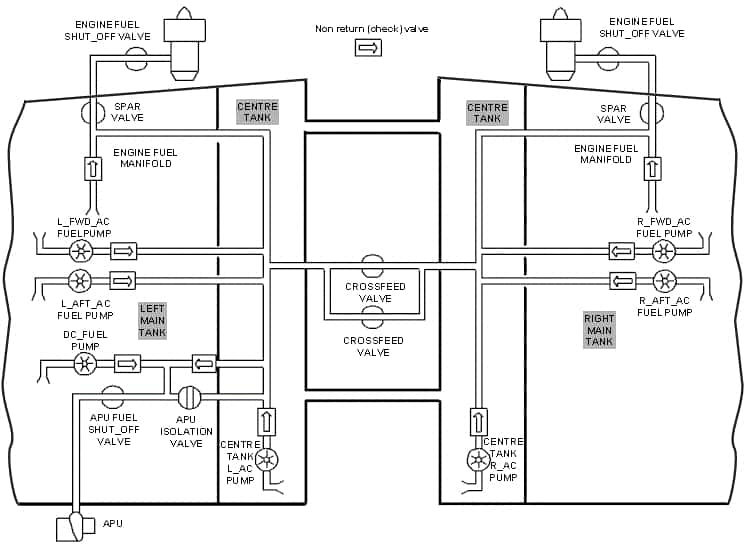 ENGINE FUEL
SHUT_OFF VALVE
Non return (check) valve
ENGINE FUEL
SHUT_OFF VALVE
SPAR
VALVE
CENTRE
TANK
CENTRE
TANK
SPAR
VALVE
ENGINE FUEL
MANIFOLD
ENGINE FUEL
MANIFOLD
L_FWD_AC
FUEL PUMP
R_FWD_AC
FUEL PUMP
L_AFT_AC
FUEL PUMP
CROSSFEED
VALVE
R_AFT_AC
FUEL PUMP
LEFT
MAIN
TANK
RIGHT
MAIN
TANK
DC_FUEL
PUMP
CROSSFEED
VALVE
APU FUEL
SHUT_OFF
VALVE
APU
ISOLATION
VALVE
CENTRE
TANK
L_AC
PUMP
CENTRE
TANK
R_AC
PUMP
APU